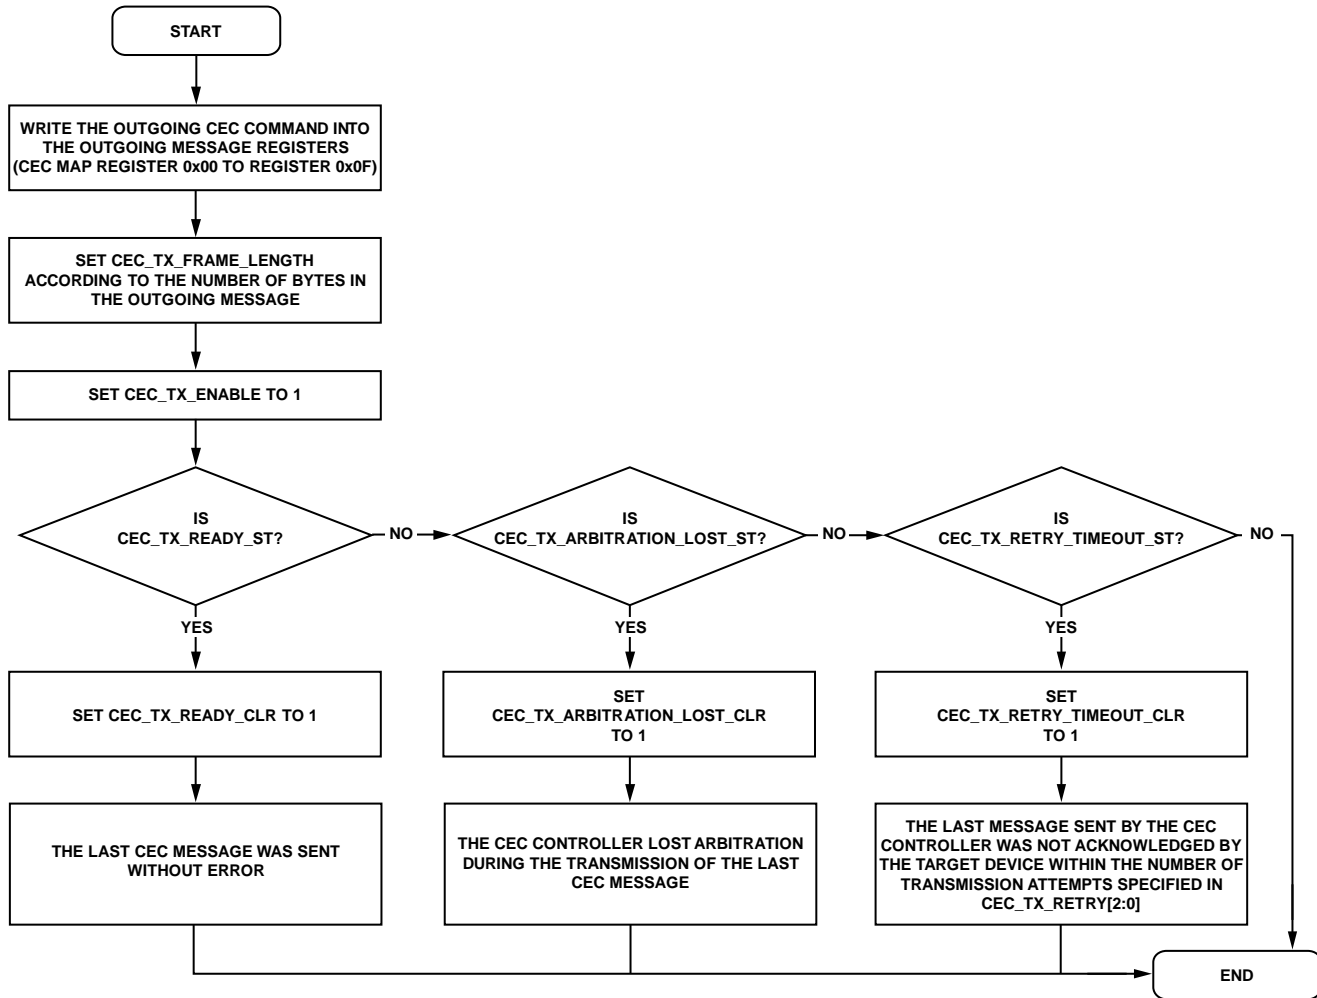 START
WRITE THE OUTGOING CEC COMMAND INTO
THE OUTGOING MESSAGE REGISTERS
(CEC MAP REGISTER 0x00 TO REGISTER 0x0F)
SET CEC_TX_FRAME_LENGTH
ACCORDING TO THE NUMBER OF BYTES IN
THE OUTGOING MESSAGE
SET CEC_TX_ENABLE TO 1
IS
CEC_TX_READY_ST?
NO
IS
CEC_TX_ARBITRATION_LOST_ST?
NO
IS
CEC_TX_RETRY_TIMEOUT_ST?
NO
YES
YES
YES
SET CEC_TX_READY_CLR TO 1
SET
CEC_TX_ARBITRATION_LOST_CLR
TO 1
SET
CEC_TX_RETRY_TIMEOUT_CLR
TO 1
THE LAST CEC MESSAGE WAS SENT
WITHOUT ERROR
THE CEC CONTROLLER LOST ARBITRATION
DURING THE TRANSMISSION OF THE LAST
CEC MESSAGE
THE LAST MESSAGE SENT BY THE CEC
CONTROLLER WAS NOT ACKNOWLEDGED BY
THE TARGET DEVICE WITHIN THE NUMBER OF
TRANSMISSION ATTEMPTS SPECIFIED IN
CEC_TX_RETRY[2:0]
END